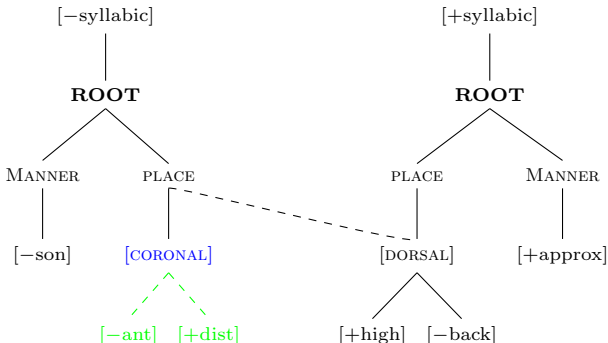 [−syllabic] [+syllabic]
ROOT ROOT
MANNER PLACE PLACE MANNER
[−son] [CORONAL] [DORSAL] [+approx]
[−ant] [+dist] [+high] [−back]